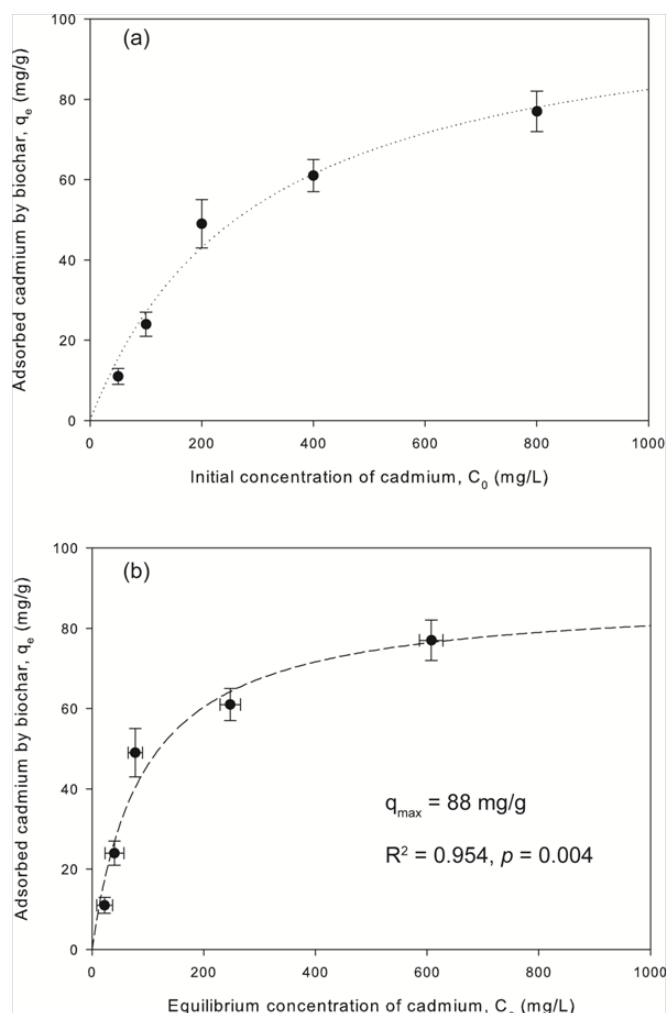 (a)
100
80
60
40
20
0
Adsorbed cadmium by biochar, qₑ (mg/g)
0 200 400 600 800 1000
Initial concentration of cadmium, C₀ (mg/L)
(b)
100
80
60
40
20
0
Adsorbed cadmium by biochar, qₑ (mg/g)
qₘₐₓ = 88 mg/g
R² = 0.954, p = 0.004
0 200 400 600 800 1000
Equilibrium concentration of cadmium, (mg/L)